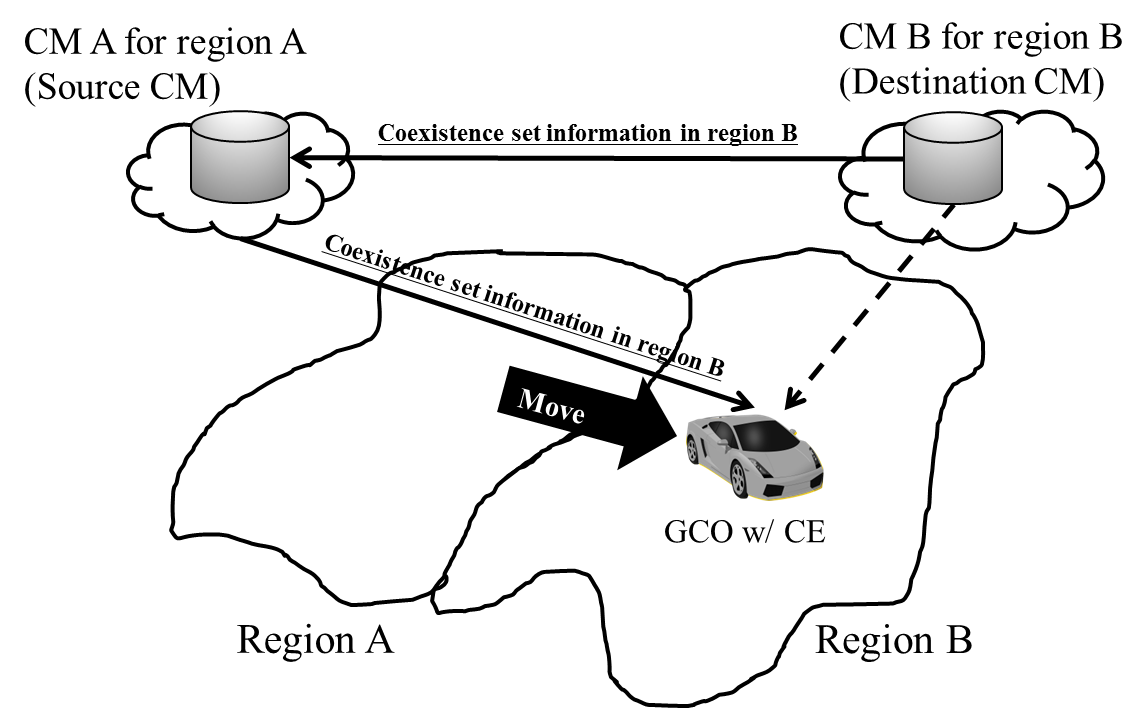 CM A for region A
(Source CM)
CM B for region B
(Destination CM)
Coexistence set information in region B
Coexistence set information in region B
Move
GCO w/ CE
Region A
Region B